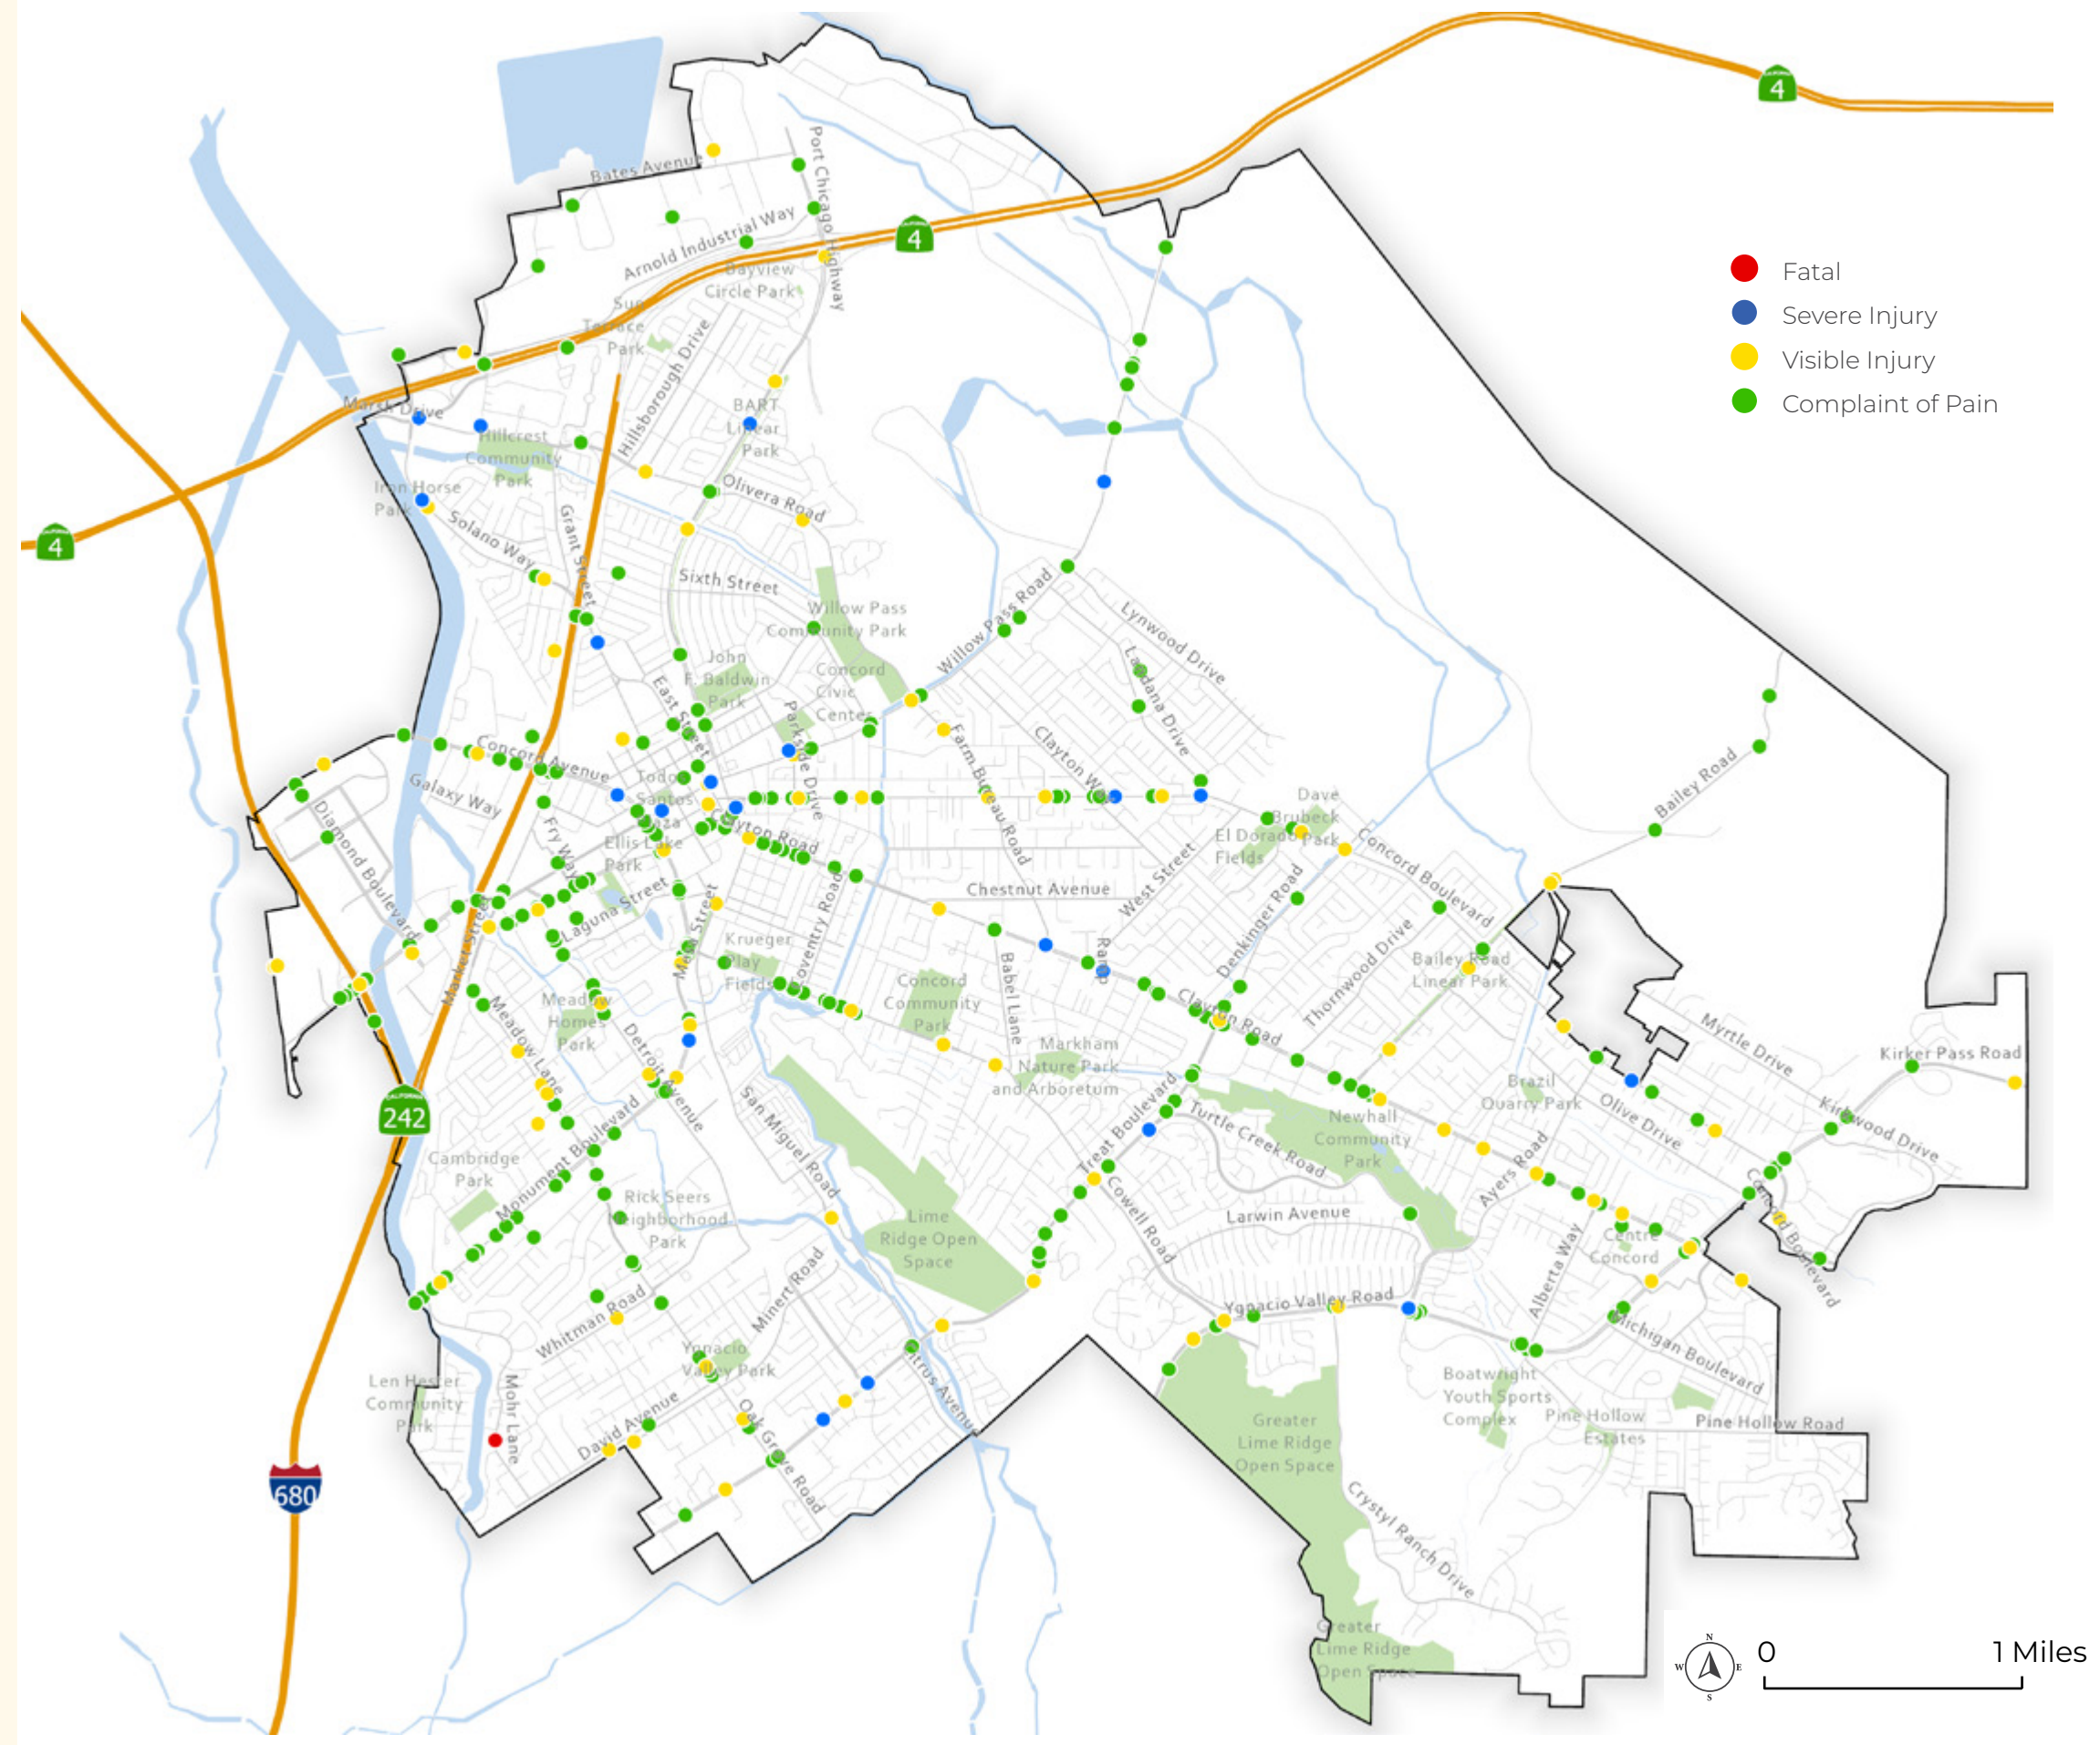 CALIFORNIA
4
Bates Avenue
Port Chicago Highway
Arnold Industrial Way
CALIFORNIA
4
Bayview
Circle Park
Sun
Terrace
Park
Fatal
Severe Injury
Visible Injury
Complaint of Pain
Hillsborough Drive
Marsh Drive
BART
Linear
Park
Hillcrest
Community
Park
Iron Horse
Park
Olivera Road
Solano Way
Grant Street
CALIFORNIA
4
Sixth Street
Willow Pass
Community Park
Willow Pass Road
Lynwood Drive
John
F. Baldwin
Park
Concord
Civic
Center
East Street
Parkside Drive
Landana Drive
Farm Bureau Road
Clayton Way
Concord Avenue
Galaxy Way
Todos
Santos
Plaza
Bailey Road
Dave
Brubeck
Park
El Dorado
Fields
Concord Boulevard
Diamond Boulevard
Fry Way
Ellis Lake
Park
Clayton Road
Laguna Street
Chestnut Avenue
West Street
Denkinger Road
Mesa Street
Coventry Road
Market Street
Krueger
Play
Fields
Ramp
Thornwood Drive
Bailey Road
Linear Park
Concord
Community
Park
Babel Lane
Clayton Road
Meadow Lane
Meadow
Homes
Park
Detroit Avenue
Markham
Nature Park
and Arboretum
Myrtle Drive
Kirker Pass Road
CALIFORNIA
242
San Miguel Road
Brazil
Quarry Park
Olive Drive
Kirkwood Drive
Newhall
Community
Park
Treat Boulevard
Turtle Creek Road
Monument Boulevard
Cambridge
Park
Ayers Road
Rick Seers
Neighborhood
Park
Cowell Road
Larwin Avenue
Lime
Ridge Open
Space
Centre
Concord
Concord Boulevard
Alberta Way
Minert Road
Whitman Road
Ygnacio Valley Road
Michigan Boulevard
Ygnacio
Valley Park
Citrus Avenue
Len Hester
Community
Park
Mohr Lane
David Avenue
Oak Grove Road
Boatwright
Youth Sports
Complex
Pine Hollow
Estates
Pine Hollow Road
Greater
Lime Ridge
Open Space
680
Crystyl Ranch Drive
Greater
Lime Ridge
Open Space
N
W
E
S
0
1 Miles